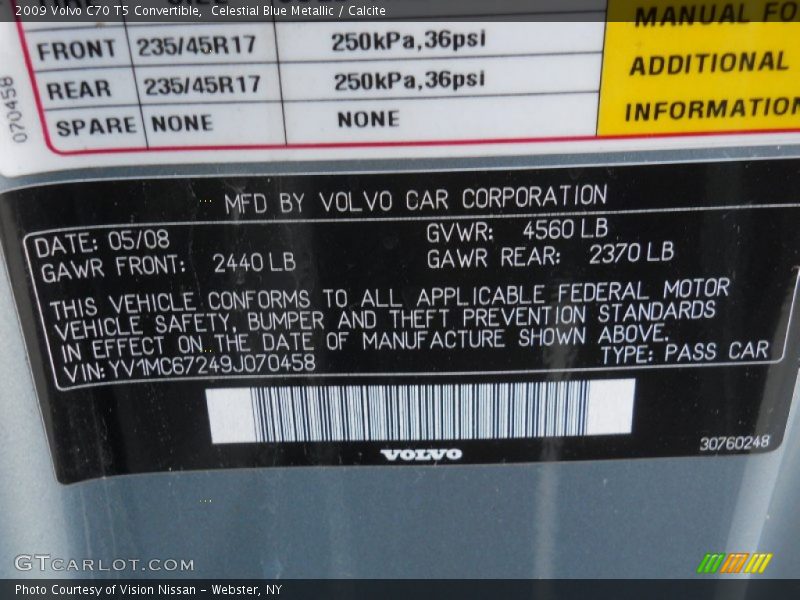 2009 Volvo C70 T5 Convertible,  Celestial Blue Metallic / Calcite
MANUAL FO
FRONT 235/45R17 250kPa,36psi
ADDITIONAL
REAR 235/45R17 250kPa,36psi
INFORMATION
SPARE NONE NONE
070458
MFD BY VOLVO CAR CORPORATION
DATE: 05/08 GVWR: 4560 LB
GAWR FRONT: 2440 LB GAWR REAR: 2370 LB
THIS VEHICLE CONFORMS TO ALL APPLICABLE FEDERAL MOTOR
VEHICLE SAFETY, BUMPER AND THEFT PREVENTION STANDARDS
IN EFFECT ON THE DATE OF MANUFACTURE SHOWN ABOVE.
VIN: YV1MC67249J070458 TYPE: PASS CAR
VOLVO
30760248
GTCARLOT.COM
Photo Courtesy of Vision Nissan - Webster, NY